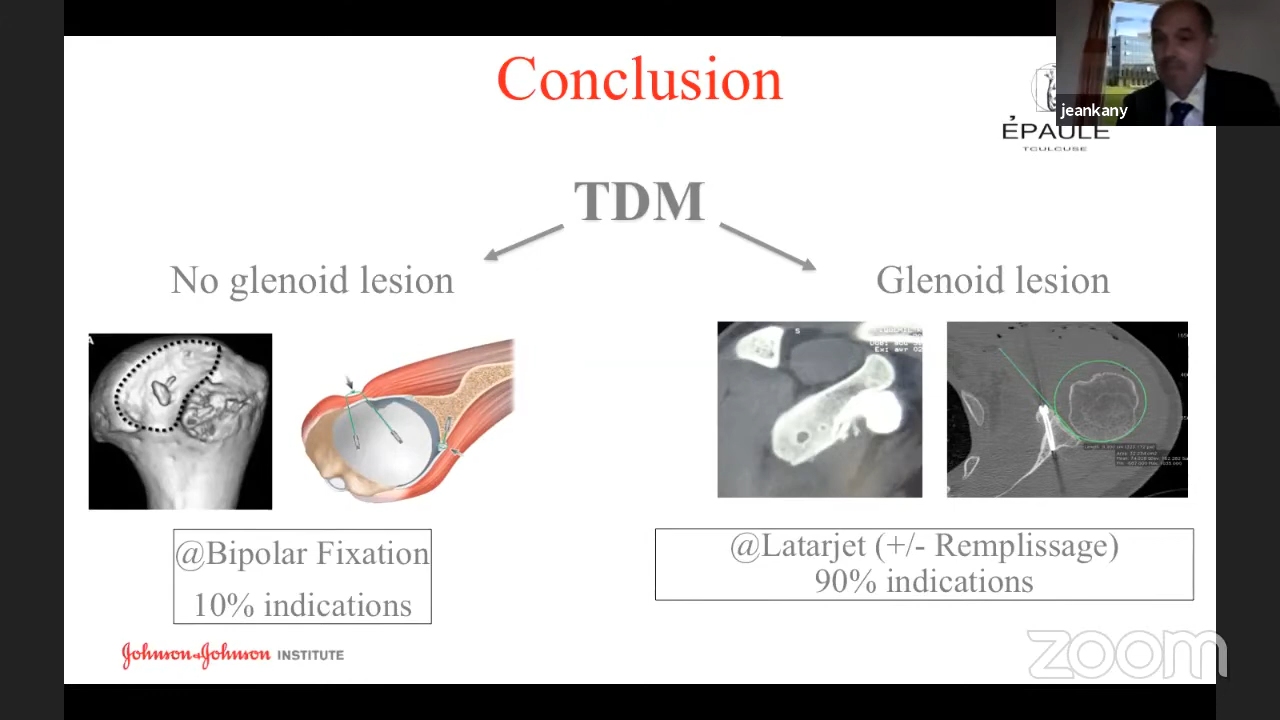 Conclusion
jeankany
ÉPAULE
TOULOUSE
TDM
No glenoid lesion
Glenoid lesion
A
S
@Bipolar Fixation
10% indications
@Latarjet (+/- Remplissage)
90% indications
Johnson & Johnson INSTITUTE
zoom